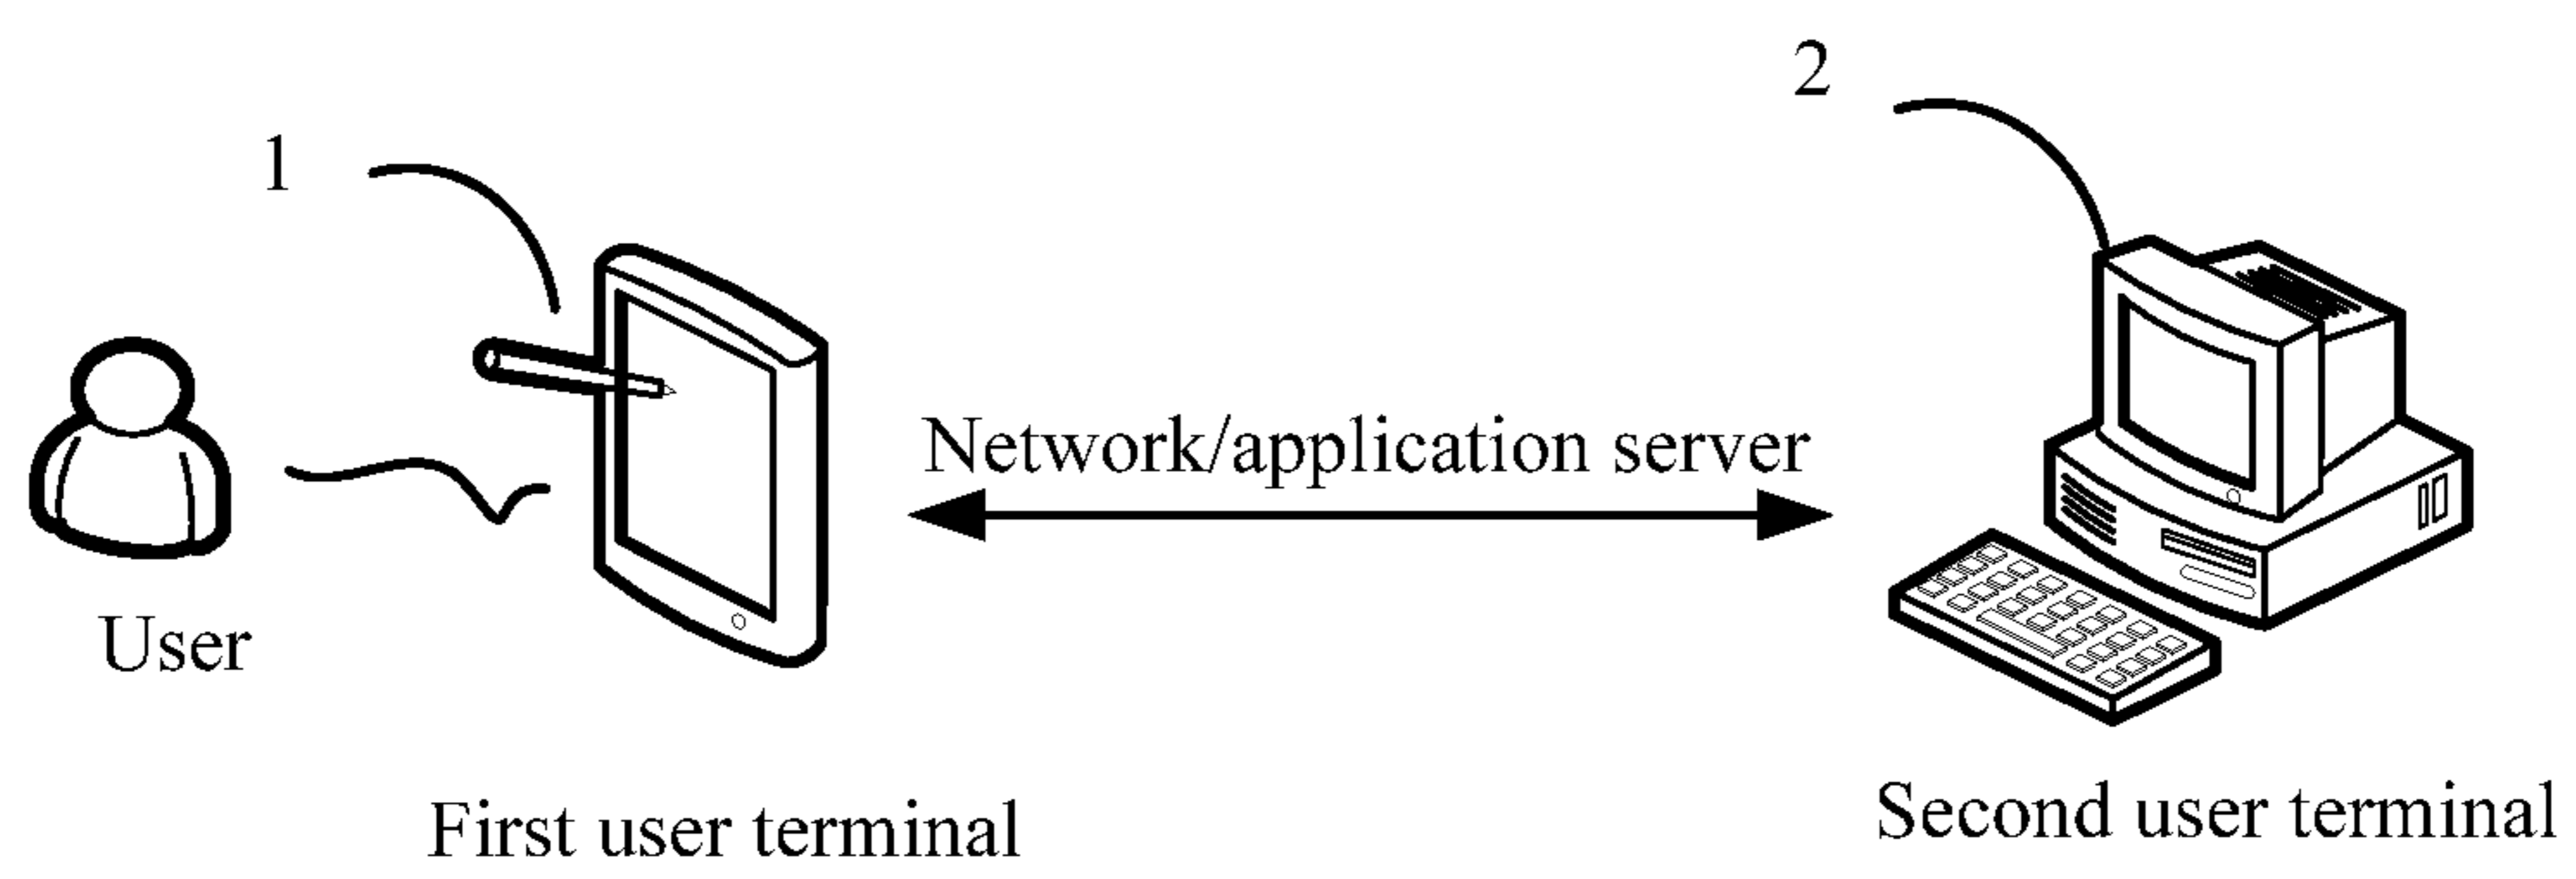 2
1
Network/application server
User
First user terminal
Second user terminal